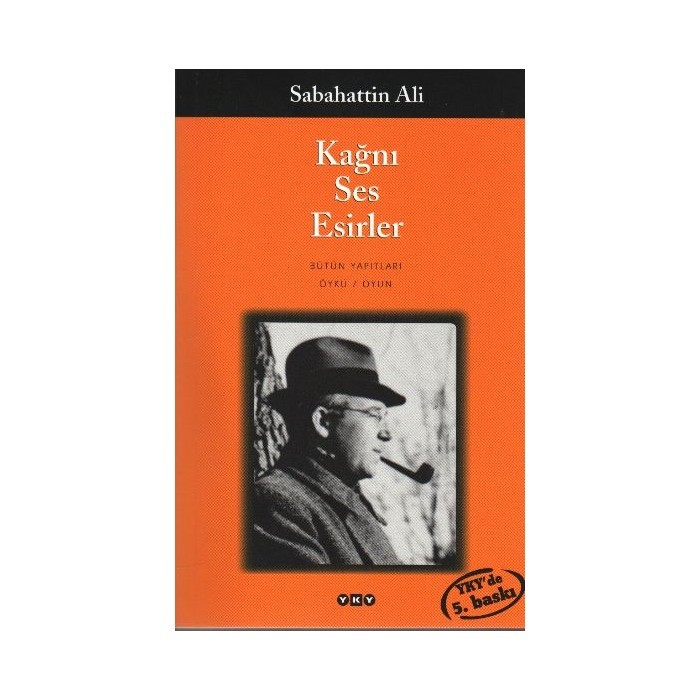 Sabahattin Ali
Kağnı
Ses
Esirler
BÜTÜN YAPITLARI
ÖYKÜ / OYUN
YKY
YKY'de
5. baskı